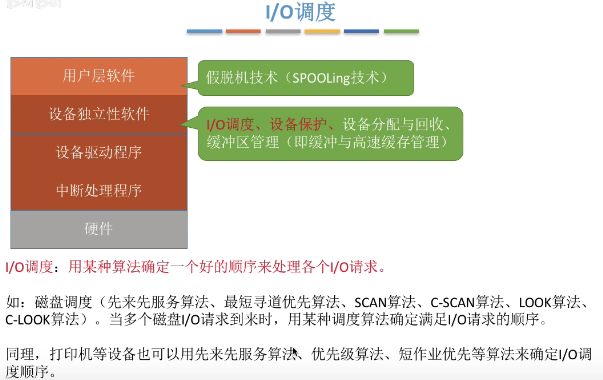 I/O调度
用户层软件
假脱机技术（SPOOLing技术）
设备独立性软件
I/O调度、设备保护、设备分配与回收、
缓冲区管理（即缓冲与高速缓存管理）
设备驱动程序
中断处理程序
硬件
I/O调度：用某种算法确定一个好的顺序来处理各个I/O请求。
如：磁盘调度（先来先服务算法、最短寻道优先算法、SCAN算法、C-SCAN算法、LOOK算法、
C-LOOK算法）。当多个磁盘I/O请求到来时，用某种调度算法确定满足I/O请求的顺序。
同理，打印机等设备也可以用先来先服务算法、优先级算法、短作业优先等算法来确定I/O调
度顺序。